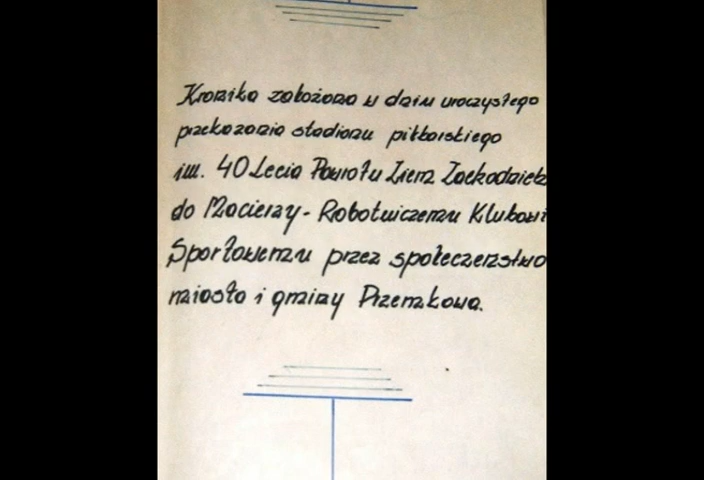 Kronika założona w dniu uroczystego
przekazania stadionu piłkarskiego
im. 40 Lecia Powrotu Ziem Zachodnich
do Macierzy - Robotniczemu Klubowi
Sportowemu przez społeczeństwo
miasta i gminy Przemkowa.